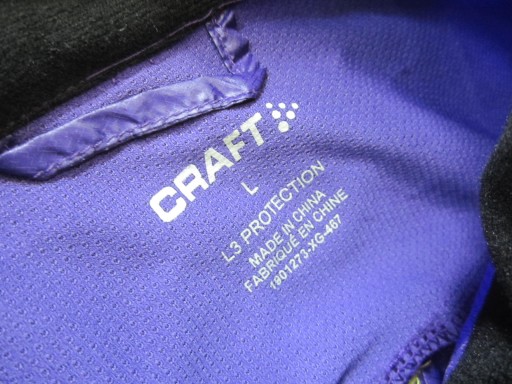 CRAFT
L
L3 PROTECTION
MADE IN CHINA
FABRIQUÉ EN CHINE
1901273-XG-467